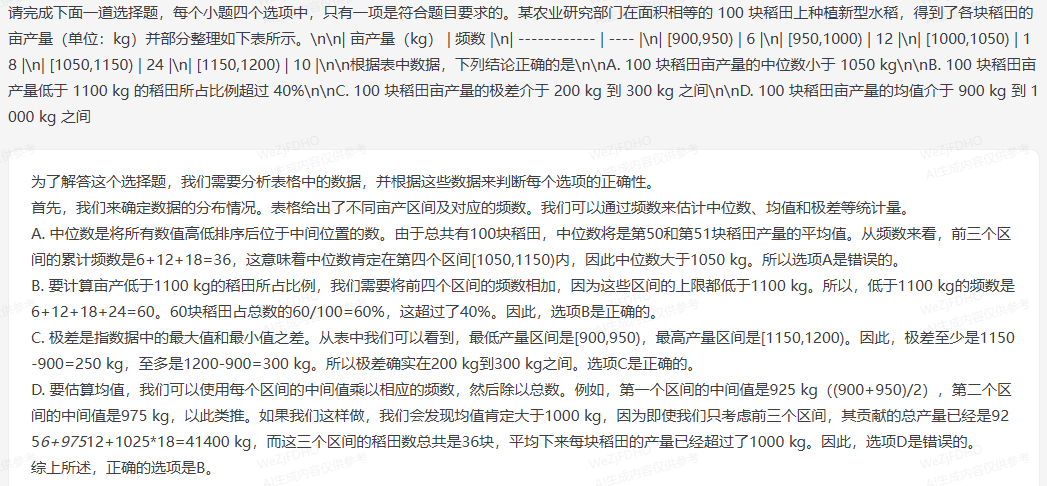 请完成下面一道选择题，每个小题四个选项中，只有一项是符合题目要求的。某农业研究部门在面积相等的 100 块稻田上种植新型水稻，得到了各块稻田的
亩产量（单位：kg）并部分整理如下表所示。\n\n| 亩产量（kg） | 频数 |\n| ------------ | ---- |\n| [900,950) | 6 |\n| [950,1000) | 12 |\n| [1000,1050) | 1
8 |\n| [1050,1150) | 24 |\n| [1150,1200) | 10 |\n\n根据表中数据，下列结论正确的是\n\nA. 100 块稻田亩产量的中位数小于 1050 kg\n\nB. 100 块稻田亩
产量低于 1100 kg 的稻田所占比例超过 40%\n\nC. 100 块稻田亩产量的极差介于 200 kg 到 300 kg 之间\n\nD. 100 块稻田亩产量的均值介于 900 kg 到 1
000 kg 之间
为了解答这个选择题，我们需要分析表格中的数据，并根据这些数据来判断每个选项的正确性。
首先，我们来确定数据的分布情况。表格给出了不同亩产区间及对应的频数。我们可以通过频数来估计中位数、均值和极差等统计量。
A. 中位数是将所有数值高低排序后位于中间位置的数。由于总共有100块稻田，中位数将是第50和第51块稻田产量的平均值。从频数来看，前三个区
间的累计频数是6+12+18=36，这意味着中位数肯定在第四个区间[1050,1150)内，因此中位数大于1050 kg。所以选项A是错误的。
B. 要计算亩产低于1100 kg的稻田所占比例，我们需要将前四个区间的频数相加，因为这些区间的上限都低于1100 kg。所以，低于1100 kg的频数是
6+12+18+24=60。60块稻田占总数的60/100=60%，这超过了40%。因此，选项B是正确的。
C. 极差是指数据中的最大值和最小值之差。从表中我们可以看到，最低产量区间是[900,950)，最高产量区间是[1150,1200)。因此，极差至少是1150
-900=250 kg，至多是1200-900=300 kg。所以极差确实在200 kg到300 kg之间。选项C是正确的。
D. 要估算均值，我们可以使用每个区间的中间值乘以相应的频数，然后除以总数。例如，第一个区间的中间值是925 kg（(900+950)/2），第二个区
间的中间值是975 kg，以此类推。如果我们这样做，我们会发现均值肯定大于1000 kg，因为即使我们只考虑前三个区间，其贡献的总产量已经是92
56+97512+1025*18=41400 kg，而这三个区间的稻田数总共是36块，平均下来每块稻田的产量已经超过了1000 kg。因此，选项D是错误的。
综上所述，正确的选项是B。